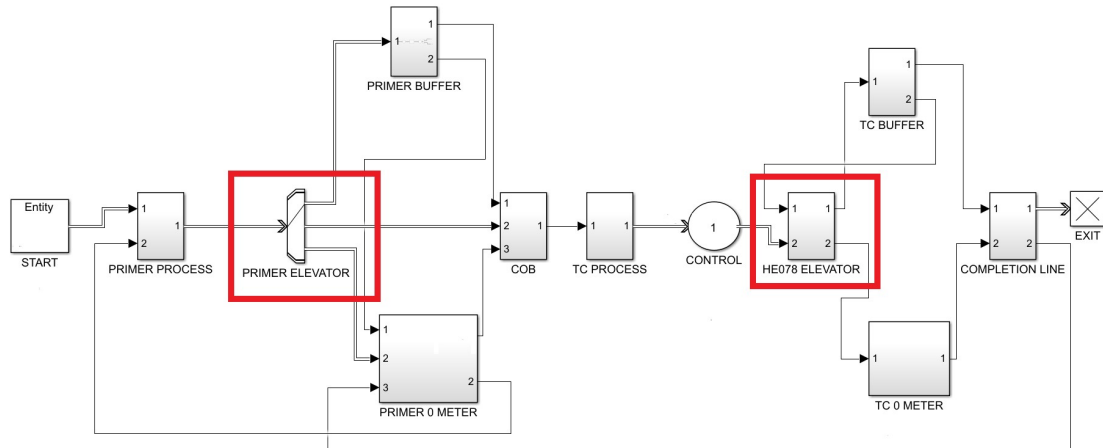 1
2
PRIMER BUFFER
1
1
2
TC BUFFER
1
Entity
START
1
2
1
PRIMER PROCESS
PRIMER ELEVATOR
1
2
3
1
COB
TC PROCESS
1
CONTROL
1
2
1
2
HE078 ELEVATOR
1
2
1
2
COMPLETION LINE
EXIT
1
2
3
2
PRIMER 0 METER
1
1
TC 0 METER